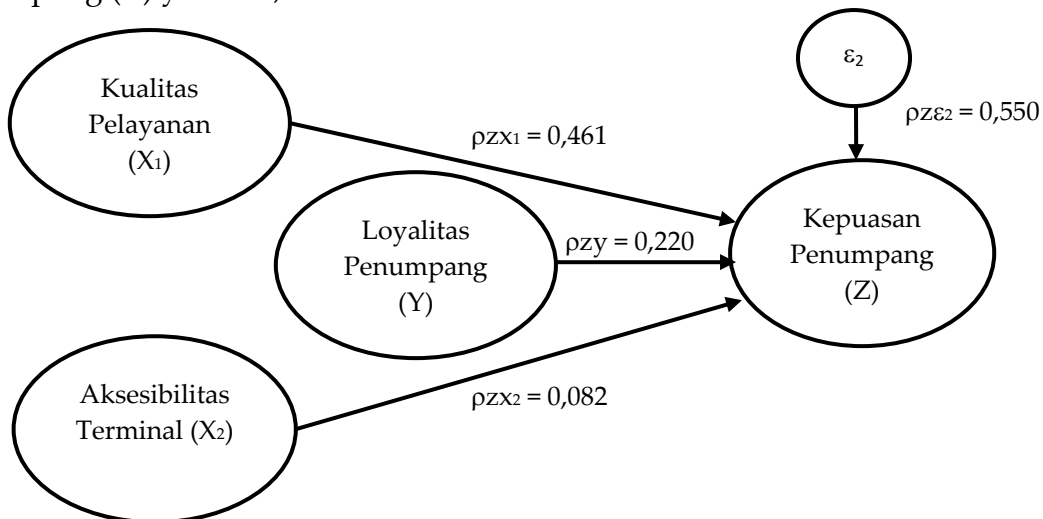 Kualitas
Pelayanan
(X₁)
ε₂
ρzε₂ = 0,550
ρzx₁ = 0,461
Loyalitas
Penumpang
(Y)
ρzy = 0,220
Kepuasan
Penumpang
(Z)
Aksesibilitas
Terminal (X₂)
ρzx₂ = 0,082